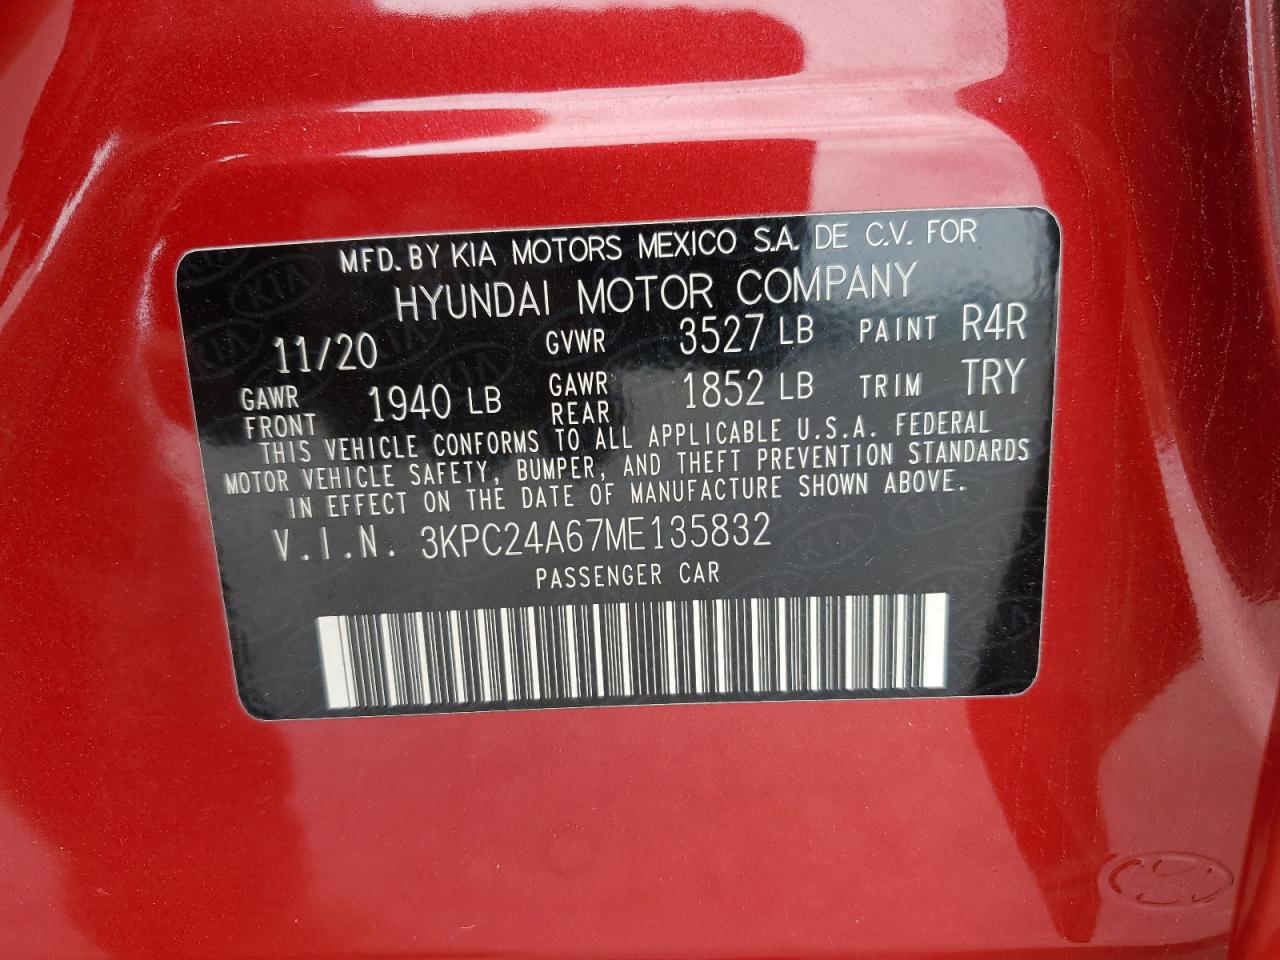 MFD. BY KIA MOTORS MEXICO S.A. DE C.V. FOR
HYUNDAI MOTOR COMPANY
11/20 GVWR 3527 LB PAINT R4R
GAWR FRONT 1940 LB GAWR REAR 1852 LB TRIM TRY
THIS VEHICLE CONFORMS TO ALL APPLICABLE U.S.A. FEDERAL
MOTOR VEHICLE SAFETY, BUMPER, AND THEFT PREVENTION STANDARDS
IN EFFECT ON THE DATE OF MANUFACTURE SHOWN ABOVE.
V.I.N. 3KPC24A67ME135832
PASSENGER CAR